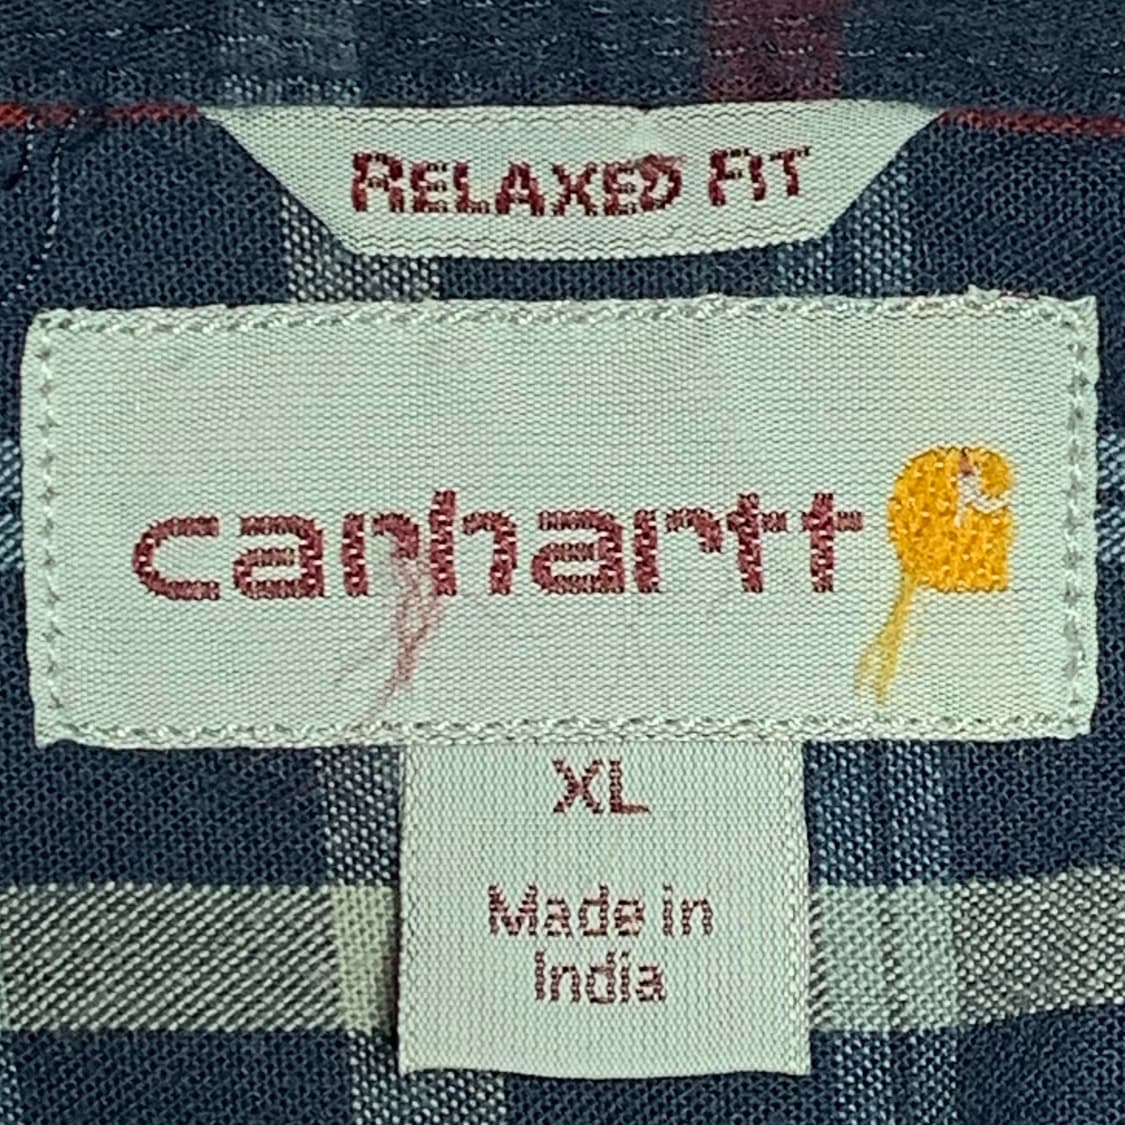 RELAXED FIT
carhartt
XL
Made in
India